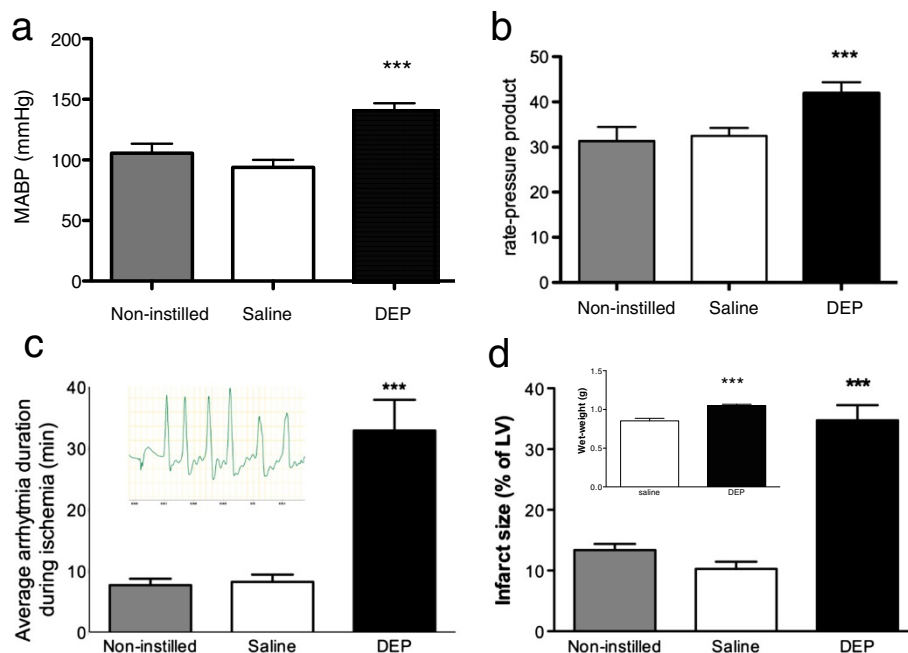 a
200
150
100
50
0
MABP (mmHg)
***
Non-instilled Saline DEP
b
50
40
30
20
10
0
rate-pressure product
***
Non-instilled Saline DEP
c
40
30
20
10
0
Average arrhytmia duration
during ischemia (min)
***
Non-instilled Saline DEP
d
40
30
20
10
0
Infarct size (% of LV)
***
1.5
1.0
0.5
0.0
Wet-weight (g)
***
saline DEP
Non-instilled Saline DEP